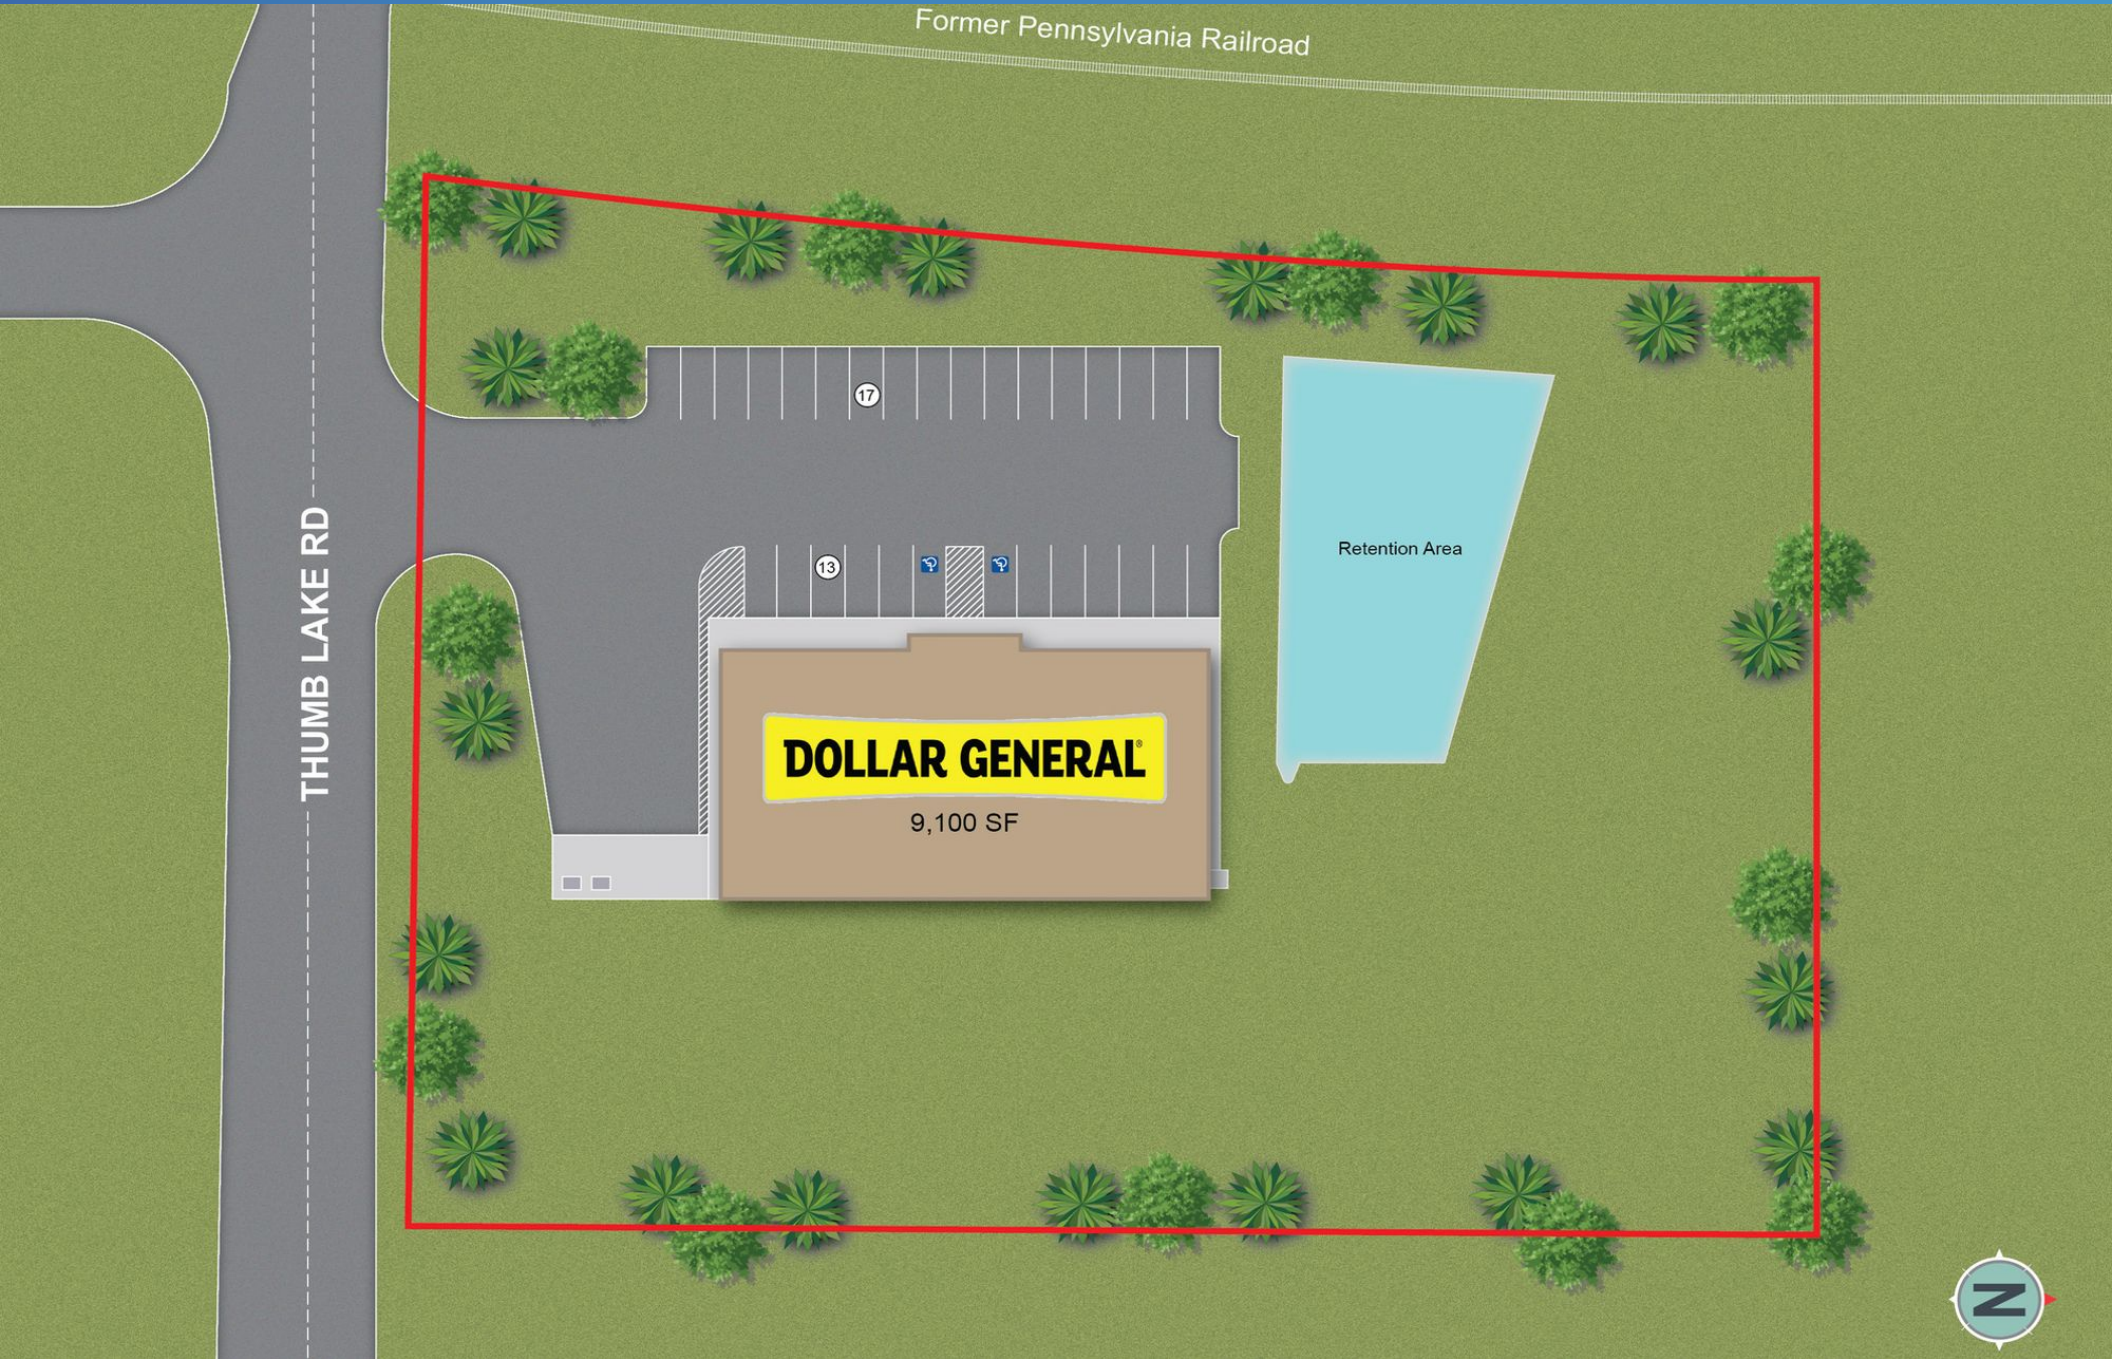 Former Pennsylvania Railroad
17
THUMB LAKE RD
Retention Area
13
DOLLAR GENERAL®
9,100 SF
N